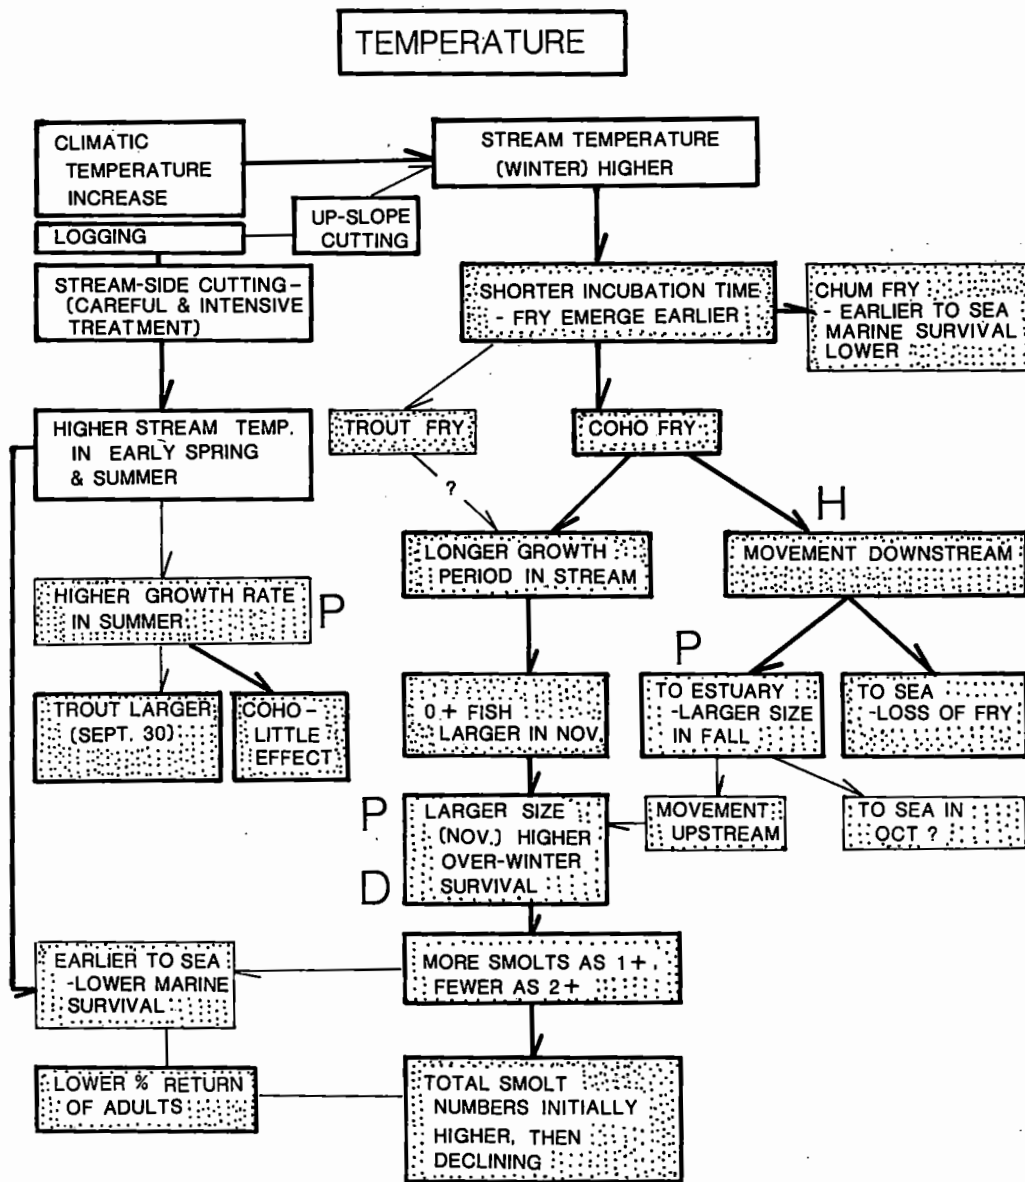 TEMPERATURE
CLIMATIC
TEMPERATURE
INCREASE
STREAM TEMPERATURE
(WINTER) HIGHER
LOGGING
UP-SLOPE
CUTTING
STREAM-SIDE CUTTING-
(CAREFUL & INTENSIVE
TREATMENT)
SHORTER INCUBATION TIME
- FRY EMERGE EARLIER
CHUM FRY
- EARLIER TO SEA
MARINE SURVIVAL
LOWER
HIGHER STREAM TEMP.
IN EARLY SPRING
& SUMMER
TROUT FRY
COHO FRY
?
H
LONGER GROWTH
PERIOD IN STREAM
MOVEMENT DOWNSTREAM
HIGHER GROWTH RATE
IN SUMMER
P
P
TROUT LARGER
(SEPT. 30)
COHO-
LITTLE
EFFECT
0+ FISH
LARGER IN NOV.
TO ESTUARY
-LARGER SIZE
IN FALL
TO SEA
-LOSS OF FRY
P
D
LARGER SIZE
(NOV.) HIGHER
OVER-WINTER
SURVIVAL
MOVEMENT
UPSTREAM
TO SEA IN
OCT ?
EARLIER TO SEA
-LOWER MARINE
SURVIVAL
MORE SMOLTS AS 1+,
FEWER AS 2+
LOWER % RETURN
OF ADULTS
TOTAL SMOLT
NUMBERS INITIALLY
HIGHER, THEN
DECLINING